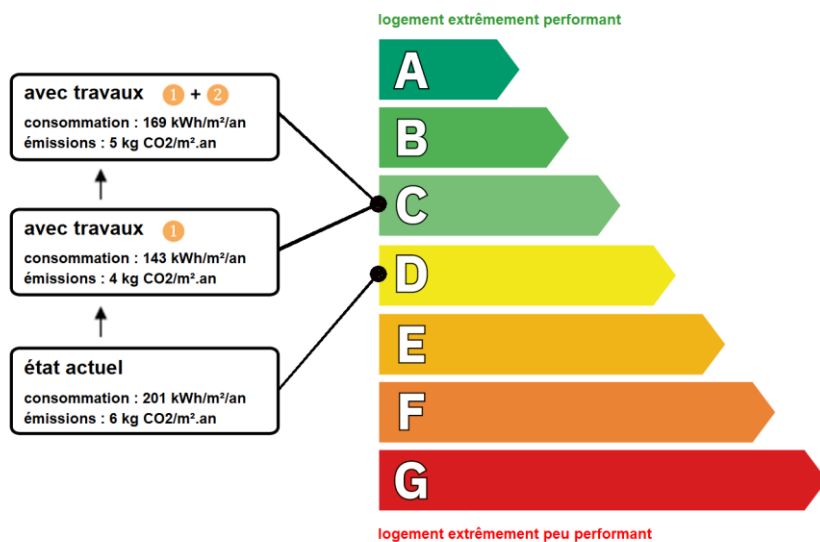 logement extrêmement performant
avec travaux 1 + 2
consommation : 169 kWh/m²/an
émissions : 5 kg CO2/m².an
avec travaux 1
consommation : 143 kWh/m²/an
émissions : 4 kg CO2/m².an
état actuel
consommation : 201 kWh/m²/an
émissions : 6 kg CO2/m².an
A
B
C
D
E
F
G
logement extrêmement peu performant